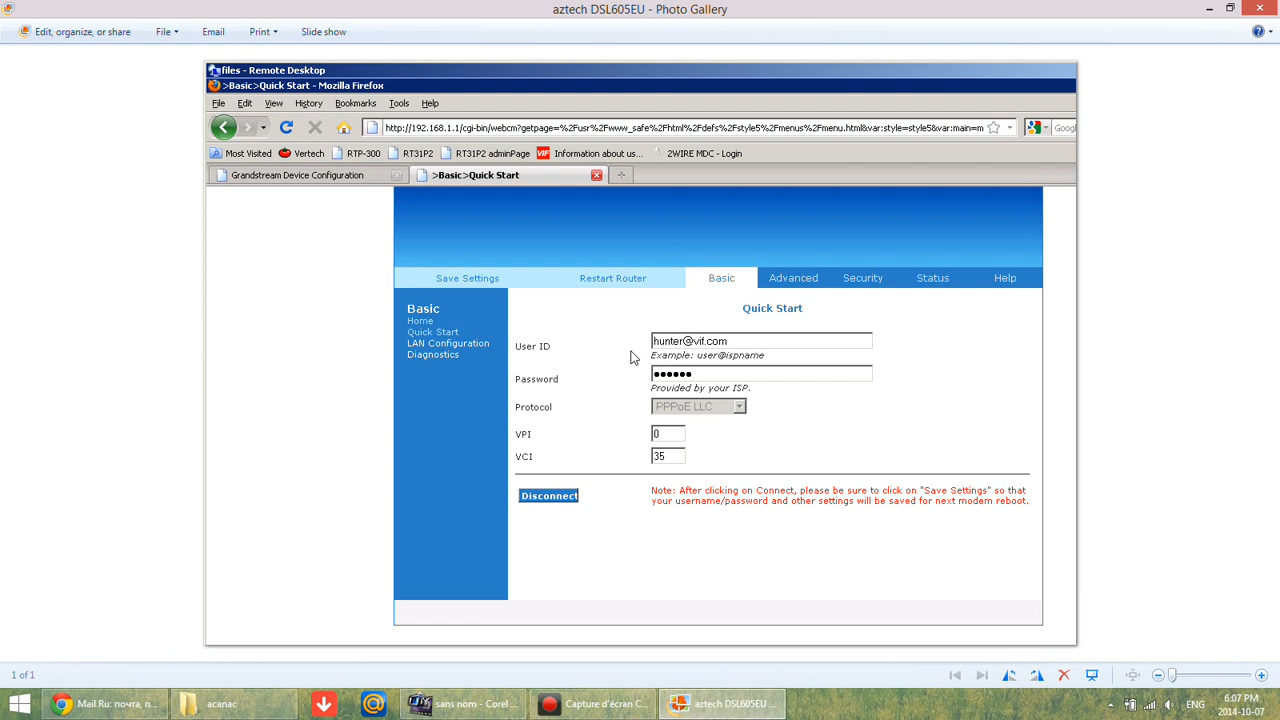 aztech DSL605EU - Photo Gallery
Edit, organize, or share File Email Print Slide show
files - Remote Desktop
>Basic>Quick Start - Mozilla Firefox
File Edit View History Bookmarks Tools Help
http://192.168.1.1/cgi-bin/webcm?getpage=%2Fusr%2Fwww_safe%2Fhtml%2Fdefs%2Fstyle5%2Fmenus%2Fmenu.html&var:style=style5&var:main=m Goog
Most Visited Vertech RTP-300 RT31P2 RT31P2 adminPage VIF Information about us... 2WIRE MDC - Login
Grandstream Device Configuration >Basic>Quick Start
Save Settings Restart Router Basic Advanced Security Status Help
Basic
Home
Quick Start
LAN Configuration
Diagnostics
Quick Start
User ID hunter@vif.com
Example: user@ispname
Password ●●●●●●
Provided by your ISP.
Protocol PPPoE LLC
VPI 0
VCI 35
Disconnect
Note: After clicking on Connect, please be sure to click on "Save Settings" so that
your username/password and other settings will be saved for next modem reboot.
1 of 1
Mail.Ru: почта, п... acanac sans nom - Corel ... Capture d'écran C... aztech DSL605EU ... ENG 6:07 PM
2014-10-07